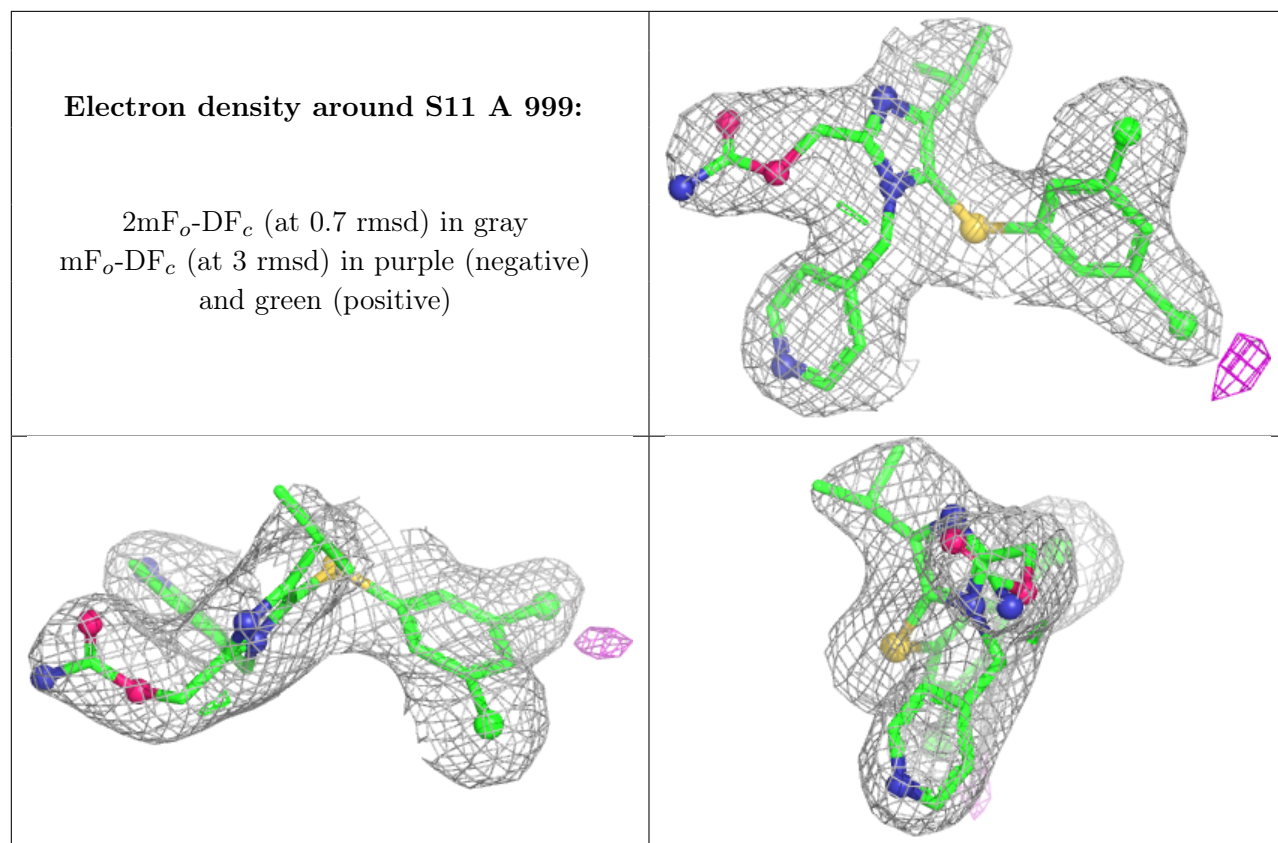 Electron density around S11 A 999:
2mFₒ-DF𝒸 (at 0.7 rmsd) in gray
mFₒ-DF𝒸 (at 3 rmsd) in purple (negative)
and green (positive)